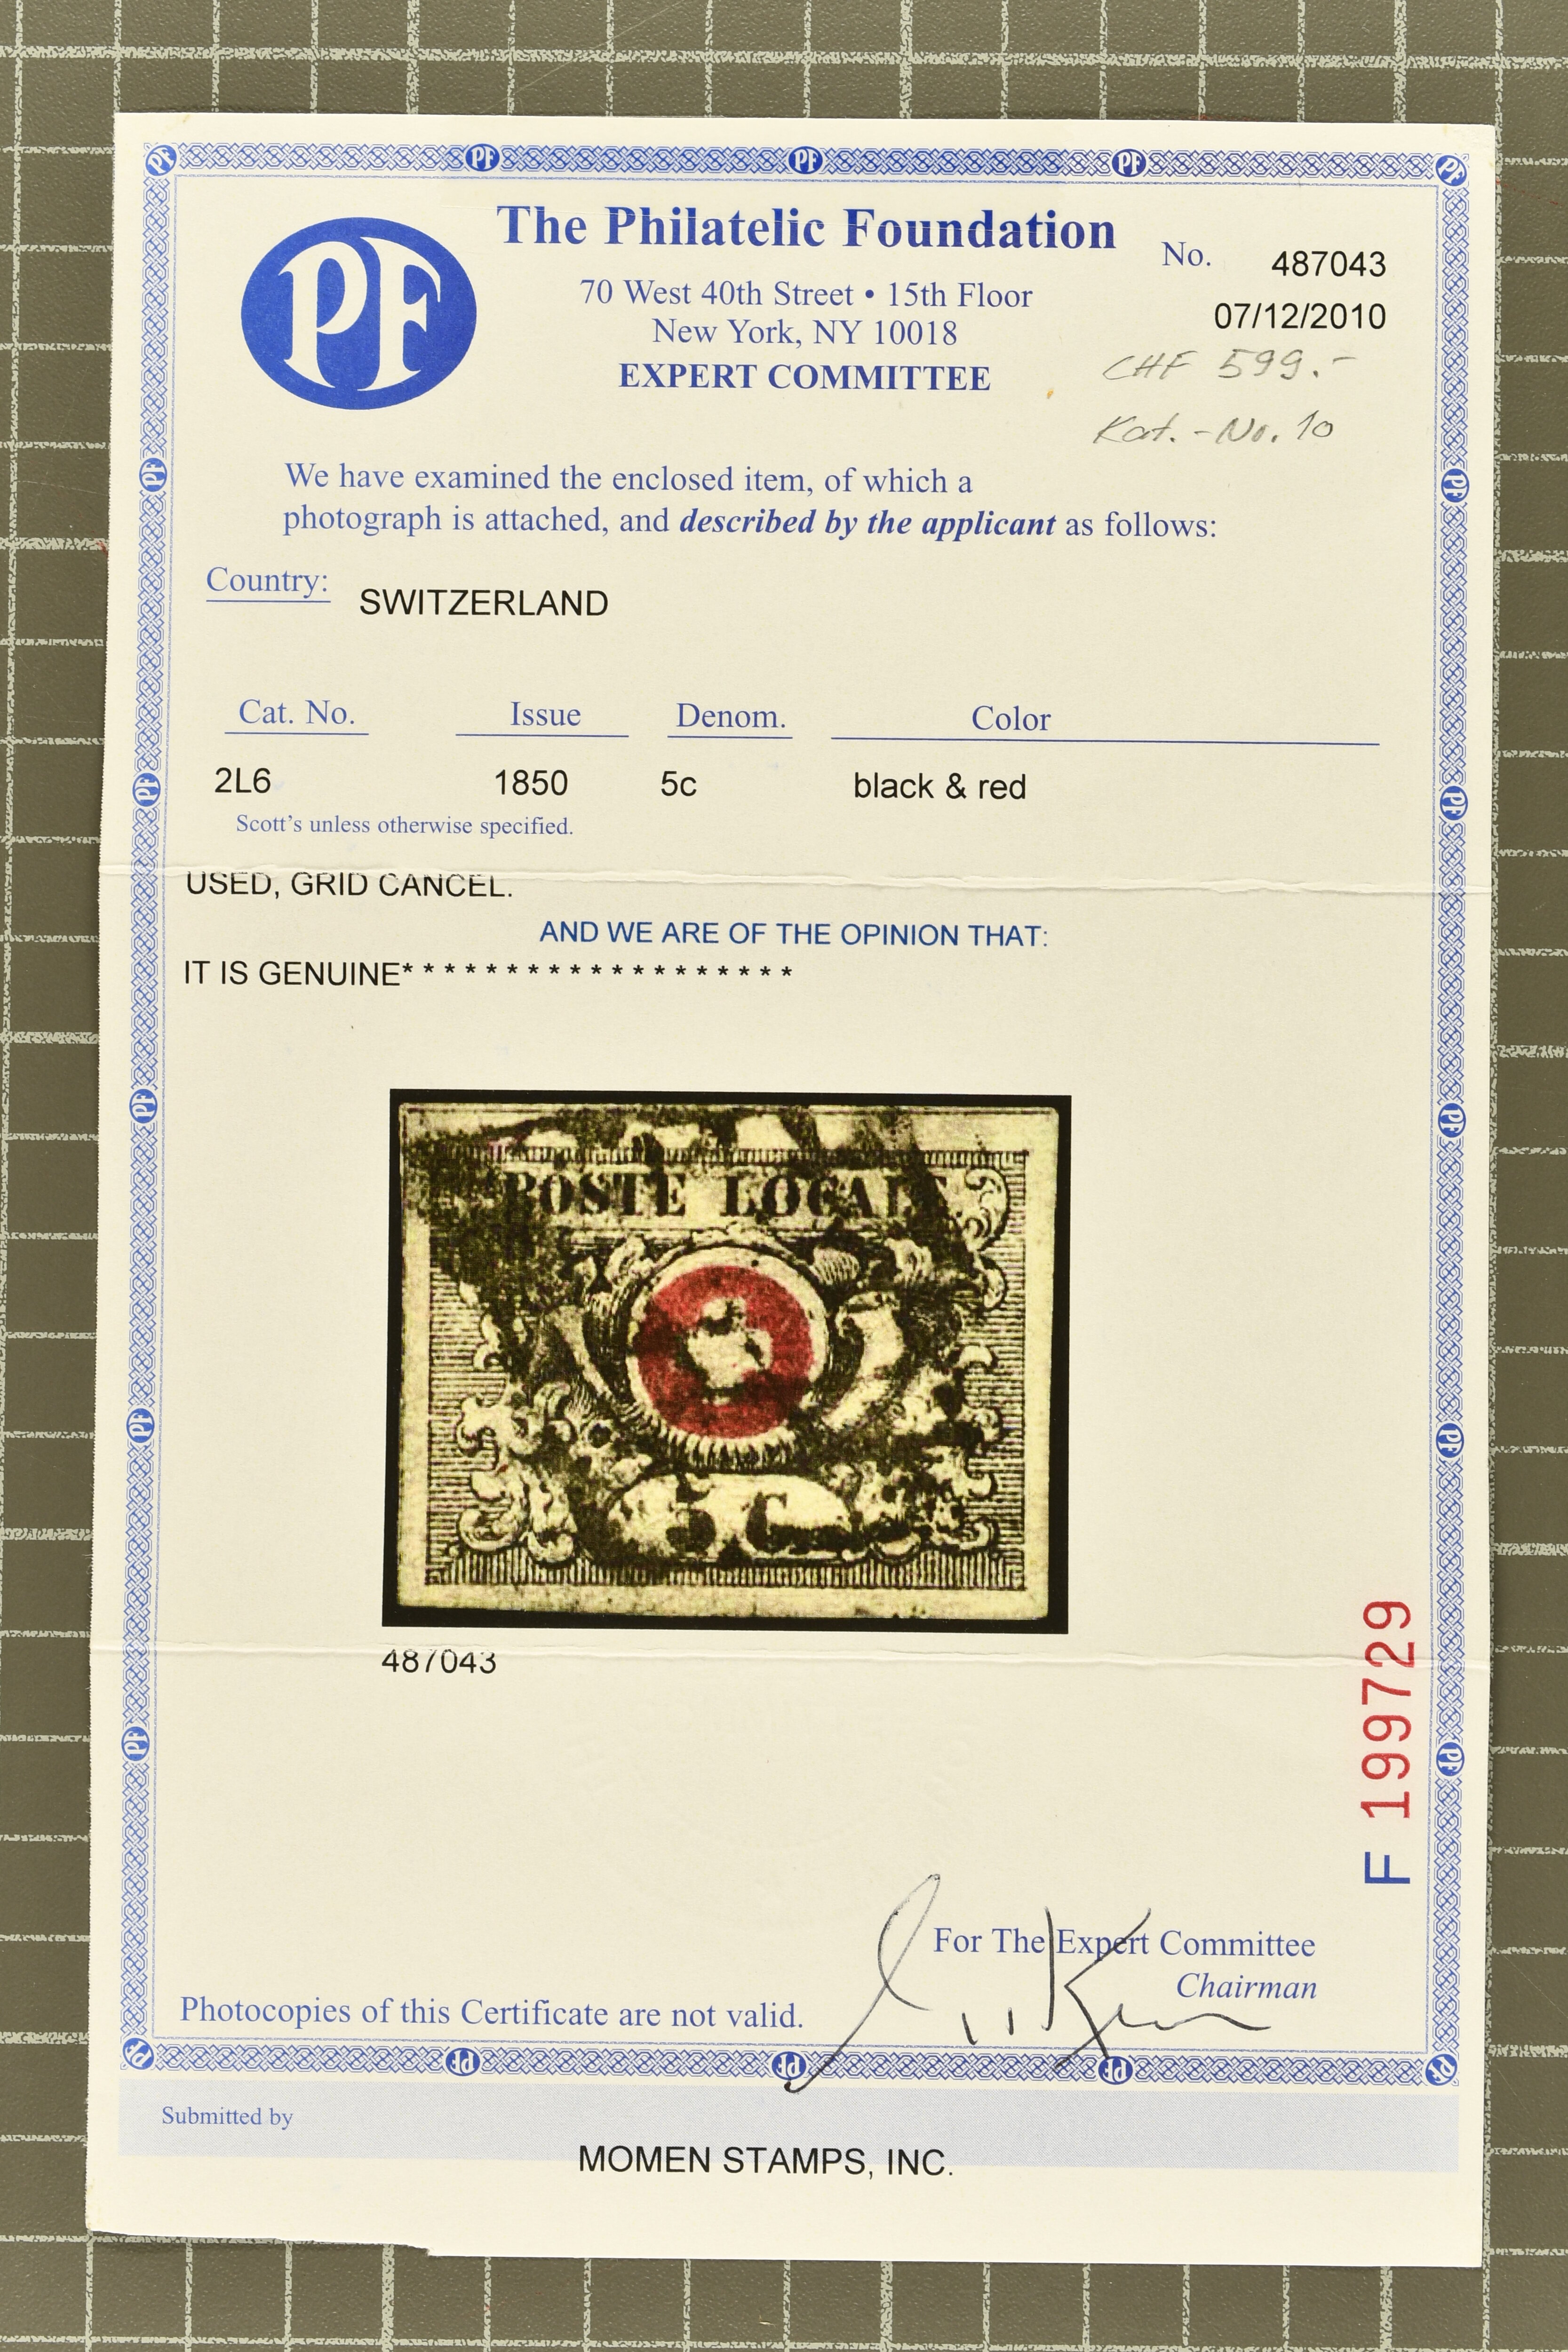 PF
The Philatelic Foundation
70 West 40th Street • 15th Floor
New York, NY 10018
EXPERT COMMITTEE
No. 487043
07/12/2010
CHF 599.-
Kat.-No. 10
We have examined the enclosed item, of which a
photograph is attached, and described by the applicant as follows:
Country: SWITZERLAND
Cat. No. Issue Denom. Color
2L6 1850 5c black & red
Scott's unless otherwise specified.
USED, GRID CANCEL.
AND WE ARE OF THE OPINION THAT:
IT IS GENUINE* * * * * * * * * * * * * * * * * * *
POSTE LOCALE
487043
F 199729
For The Expert Committee
Chairman
Photocopies of this Certificate are not valid.
Submitted by
MOMEN STAMPS, INC.